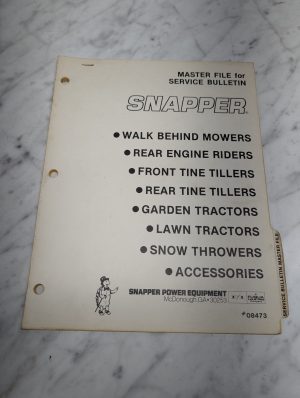 MASTER FILE for
SERVICE BULLETIN
SNAPPER®
● WALK BEHIND MOWERS
● REAR ENGINE RIDERS
● FRONT TINE TILLERS
● REAR TINE TILLERS
● GARDEN TRACTORS
● LAWN TRACTORS
● SNOW THROWERS
● ACCESSORIES
SERVICE BULLETIN MASTER FILE
SNAPPER POWER EQUIPMENT
McDonough, GA • 30253
#08473